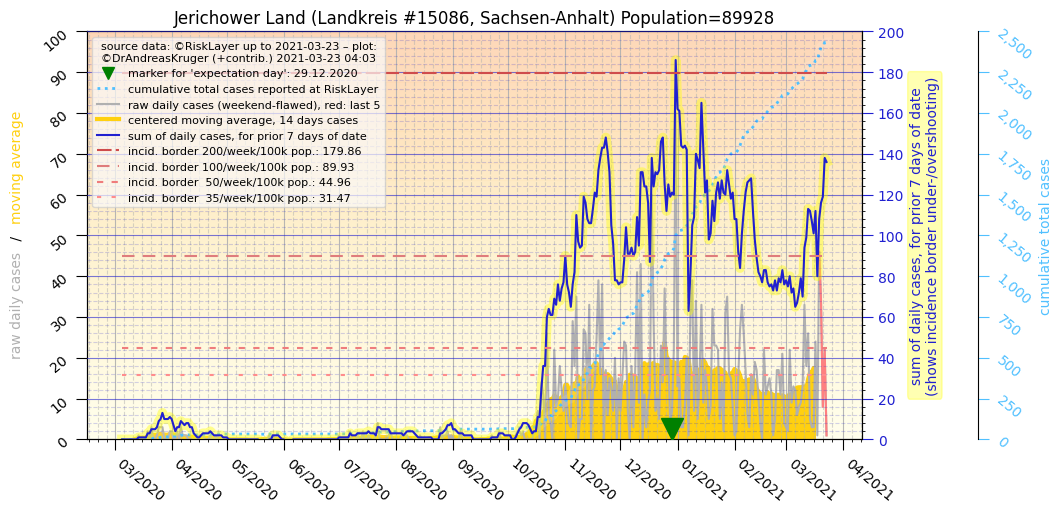 Jerichower Land (Landkreis #15086, Sachsen-Anhalt) Population=89928
source data: ©RiskLayer up to 2021-03-23 – plot:
©DrAndreasKruger (+contrib.) 2021-03-23 04:03
marker for 'expectation day': 29.12.2020
cumulative total cases reported at RiskLayer
raw daily cases (weekend-flawed), red: last 5
centered moving average, 14 days cases
sum of daily cases, for prior 7 days of date
incid. border 200/week/100k pop.: 179.86
incid. border 100/week/100k pop.: 89.93
incid. border  50/week/100k pop.: 44.96
incid. border  35/week/100k pop.: 31.47
raw daily cases / moving average
100
90
80
70
60
50
40
30
20
10
0
03/2020
04/2020
05/2020
06/2020
07/2020
08/2020
09/2020
10/2020
11/2020
12/2020
01/2021
02/2021
03/2021
04/2021
200
180
160
140
120
100
80
60
40
20
0
sum of daily cases, for prior 7 days of date
(shows incidence border under-/overshooting)
2,500
2,250
2,000
1,750
1,500
1,250
1,000
750
500
250
0
cumulative total cases